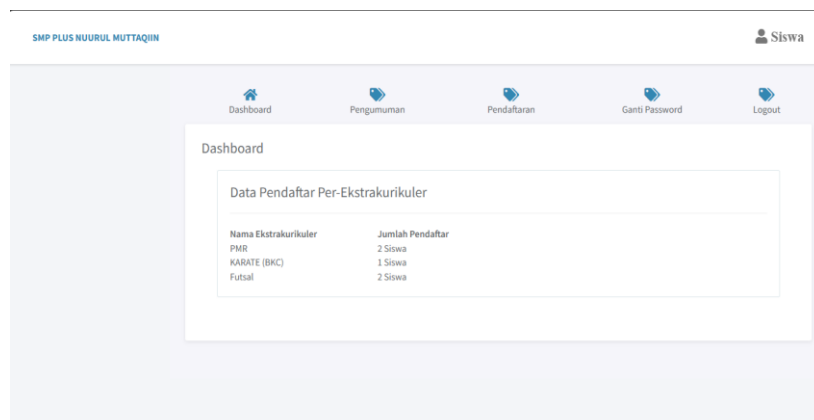 SMP PLUS NUURUL MUTTAQIIN
Siswa
Dashboard Pengumuman Pendaftaran Ganti Password Logout
Dashboard
Data Pendaftar Per-Ekstrakurikuler
Nama Ekstrakurikuler Jumlah Pendaftar
PMR 2 Siswa
KARATE (BKC) 1 Siswa
Futsal 2 Siswa